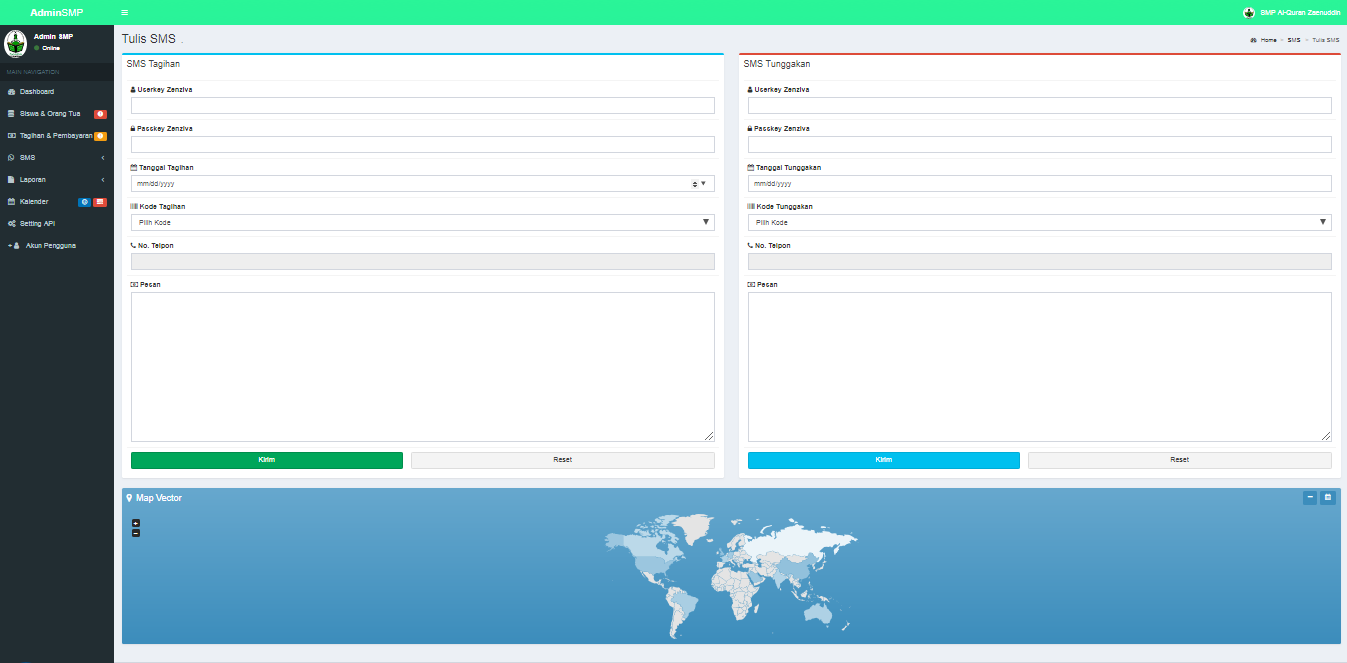 AdminSMP
SMP Al-Quran Zaenuddin
Admin SMP
Online
MAIN NAVIGATION
Dashboard
Siswa & Orang Tua
Tagihan & Pembayaran
SMS
Laporan
Kalender
Setting API
Akun Pengguna
Tulis SMS .
Home
SMS
Tulis SMS
SMS Tagihan
Userkey Zenziva
Passkey Zenziva
Tanggal Tagihan
mm/dd/yyyy
Kode Tagihan
Pilih Kode
No. Telpon
Pesan
Kirim
Reset
SMS Tunggakan
Userkey Zenziva
Passkey Zenziva
Tanggal Tunggakan
mm/dd/yyyy
Kode Tunggakan
Pilih Kode
No. Telpon
Pesan
Kirim
Reset
Map Vector